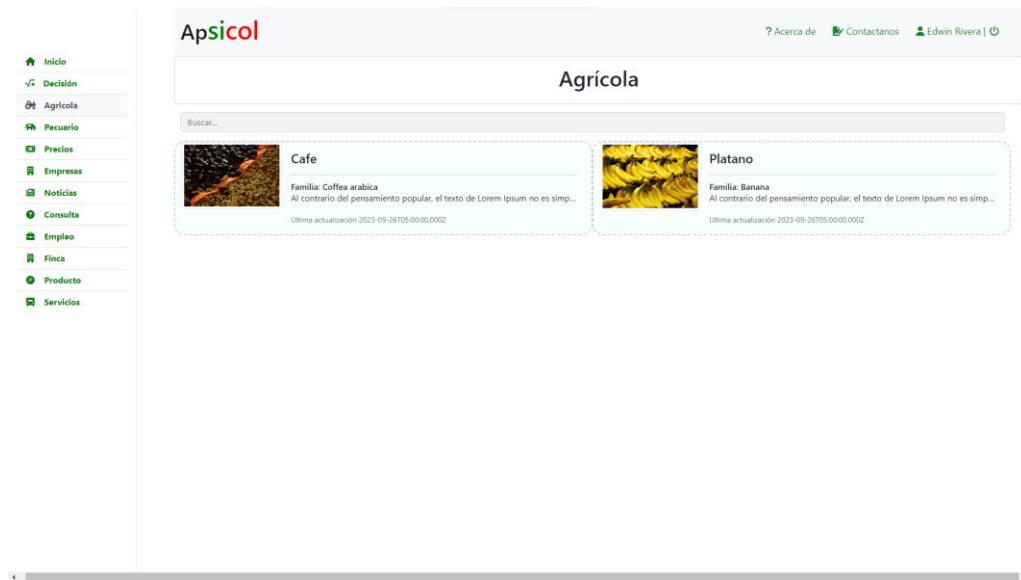 Apsicol
? Acerca de
Contactanos
Edwin Rivera |
Inicio
Decisión
Agricola
Pecuario
Precios
Empresas
Noticias
Consulta
Empleo
Finca
Producto
Servicios
Agrícola
Buscar...
Cafe
Familia: Coffea arabica
Al contrario del pensamiento popular, el texto de Lorem Ipsum no es simp...
Ultima actualización 2023-09-26T05:00:00.000Z
Platano
Familia: Banana
Al contrario del pensamiento popular, el texto de Lorem Ipsum no es simp...
Ultima actualización 2023-09-26T05:00:00.000Z